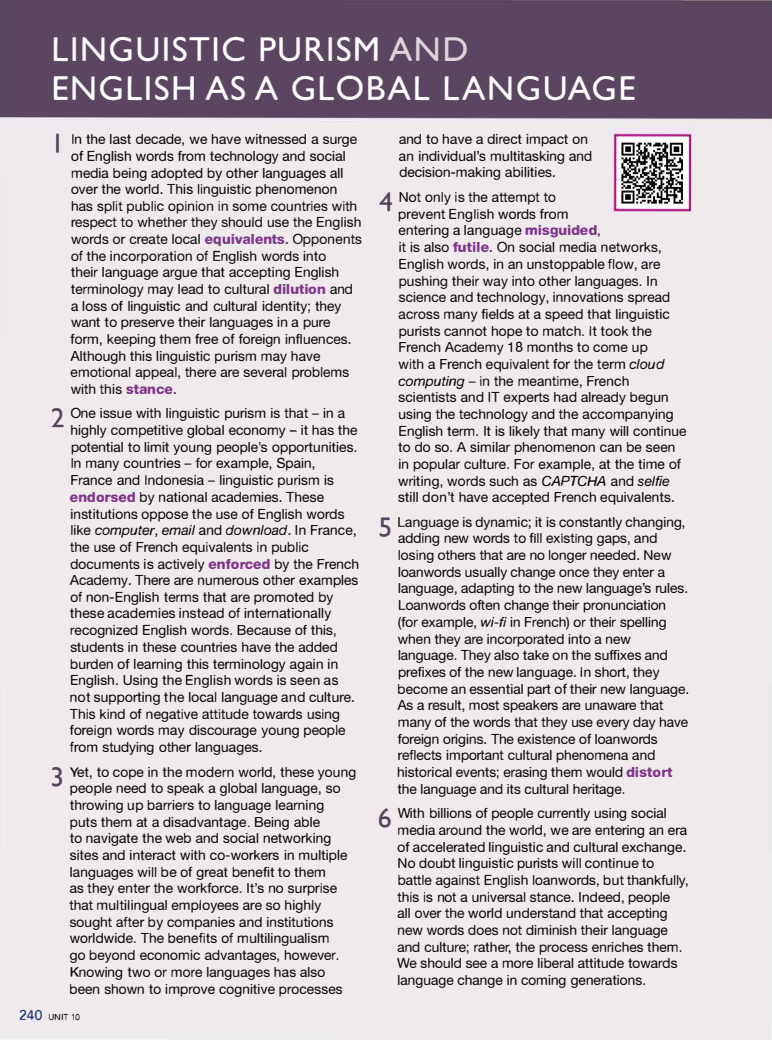 LINGUISTIC PURISM AND
ENGLISH AS A GLOBAL LANGUAGE
1 In the last decade, we have witnessed a surge
of English words from technology and social
media being adopted by other languages all
over the world. This linguistic phenomenon
has split public opinion in some countries with
respect to whether they should use the English
words or create local equivalents. Opponents
of the incorporation of English words into
their language argue that accepting English
terminology may lead to cultural dilution and
a loss of linguistic and cultural identity; they
want to preserve their languages in a pure
form, keeping them free of foreign influences.
Although this linguistic purism may have
emotional appeal, there are several problems
with this stance.
2 One issue with linguistic purism is that – in a
highly competitive global economy – it has the
potential to limit young people's opportunities.
In many countries – for example, Spain,
France and Indonesia – linguistic purism is
endorsed by national academies. These
institutions oppose the use of English words
like computer, email and download. In France,
the use of French equivalents in public
documents is actively enforced by the French
Academy. There are numerous other examples
of non-English terms that are promoted by
these academies instead of internationally
recognized English words. Because of this,
students in these countries have the added
burden of learning this terminology again in
English. Using the English words is seen as
not supporting the local language and culture.
This kind of negative attitude towards using
foreign words may discourage young people
from studying other languages.
3 Yet, to cope in the modern world, these young
people need to speak a global language, so
throwing up barriers to language learning
puts them at a disadvantage. Being able
to navigate the web and social networking
sites and interact with co-workers in multiple
languages will be of great benefit to them
as they enter the workforce. It's no surprise
that multilingual employees are so highly
sought after by companies and institutions
worldwide. The benefits of multilingualism
go beyond economic advantages, however.
Knowing two or more languages has also
been shown to improve cognitive processes
and to have a direct impact on
an individual's multitasking and
decision-making abilities.
4 Not only is the attempt to
prevent English words from
entering a language misguided,
it is also futile. On social media networks,
English words, in an unstoppable flow, are
pushing their way into other languages. In
science and technology, innovations spread
across many fields at a speed that linguistic
purists cannot hope to match. It took the
French Academy 18 months to come up
with a French equivalent for the term cloud
computing – in the meantime, French
scientists and IT experts had already begun
using the technology and the accompanying
English term. It is likely that many will continue
to do so. A similar phenomenon can be seen
in popular culture. For example, at the time of
writing, words such as CAPTCHA and selfie
still don't have accepted French equivalents.
5 Language is dynamic; it is constantly changing,
adding new words to fill existing gaps, and
losing others that are no longer needed. New
loanwords usually change once they enter a
language, adapting to the new language's rules.
Loanwords often change their pronunciation
(for example, wi-fi in French) or their spelling
when they are incorporated into a new
language. They also take on the suffixes and
prefixes of the new language. In short, they
become an essential part of their new language.
As a result, most speakers are unaware that
many of the words that they use every day have
foreign origins. The existence of loanwords
reflects important cultural phenomena and
historical events; erasing them would distort
the language and its cultural heritage.
6 With billions of people currently using social
media around the world, we are entering an era
of accelerated linguistic and cultural exchange.
No doubt linguistic purists will continue to
battle against English loanwords, but thankfully,
this is not a universal stance. Indeed, people
all over the world understand that accepting
new words does not diminish their language
and culture; rather, the process enriches them.
We should see a more liberal attitude towards
language change in coming generations.
240 UNIT 10